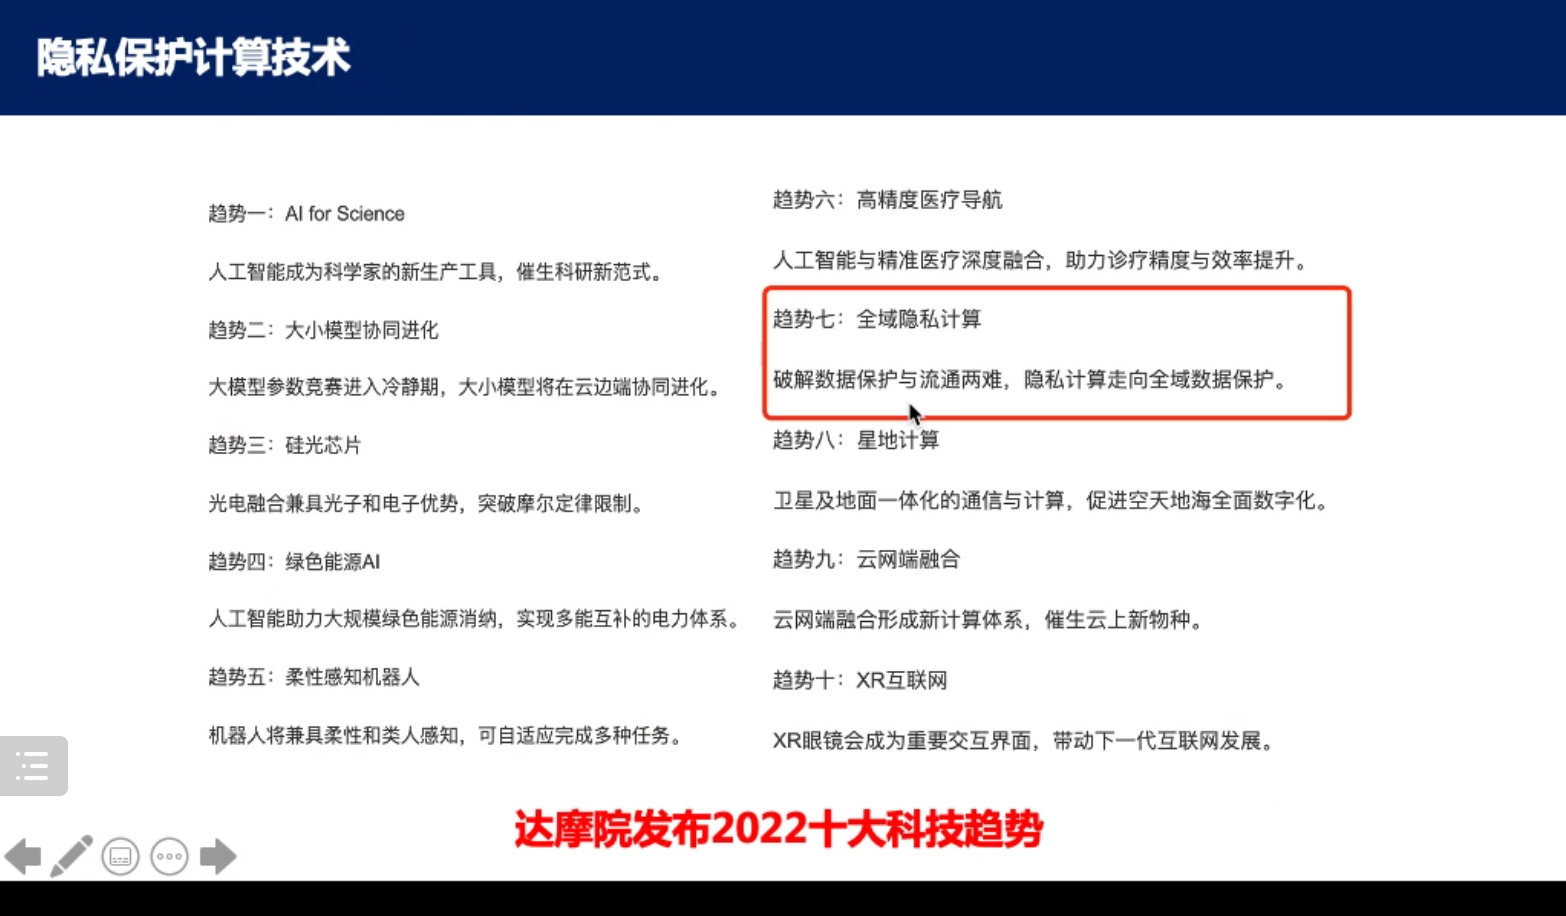 隐私保护计算技术
趋势一：AI for Science
人工智能成为科学家的新生产工具，催生科研新范式。
趋势二：大小模型协同进化
大模型参数竞赛进入冷静期，大小模型将在云边端协同进化。
趋势三：硅光芯片
光电融合兼具光子和电子优势，突破摩尔定律限制。
趋势四：绿色能源AI
人工智能助力大规模绿色能源消纳，实现多能互补的电力体系。
趋势五：柔性感知机器人
机器人将兼具柔性和类人感知，可自适应完成多种任务。
趋势六：高精度医疗导航
人工智能与精准医疗深度融合，助力诊疗精度与效率提升。
趋势七：全域隐私计算
破解数据保护与流通两难，隐私计算走向全域数据保护。
趋势八：星地计算
卫星及地面一体化的通信与计算，促进空天地海全面数字化。
趋势九：云网端融合
云网端融合形成新计算体系，催生云上新物种。
趋势十：XR互联网
XR眼镜会成为重要交互界面，带动下一代互联网发展。
达摩院发布2022十大科技趋势